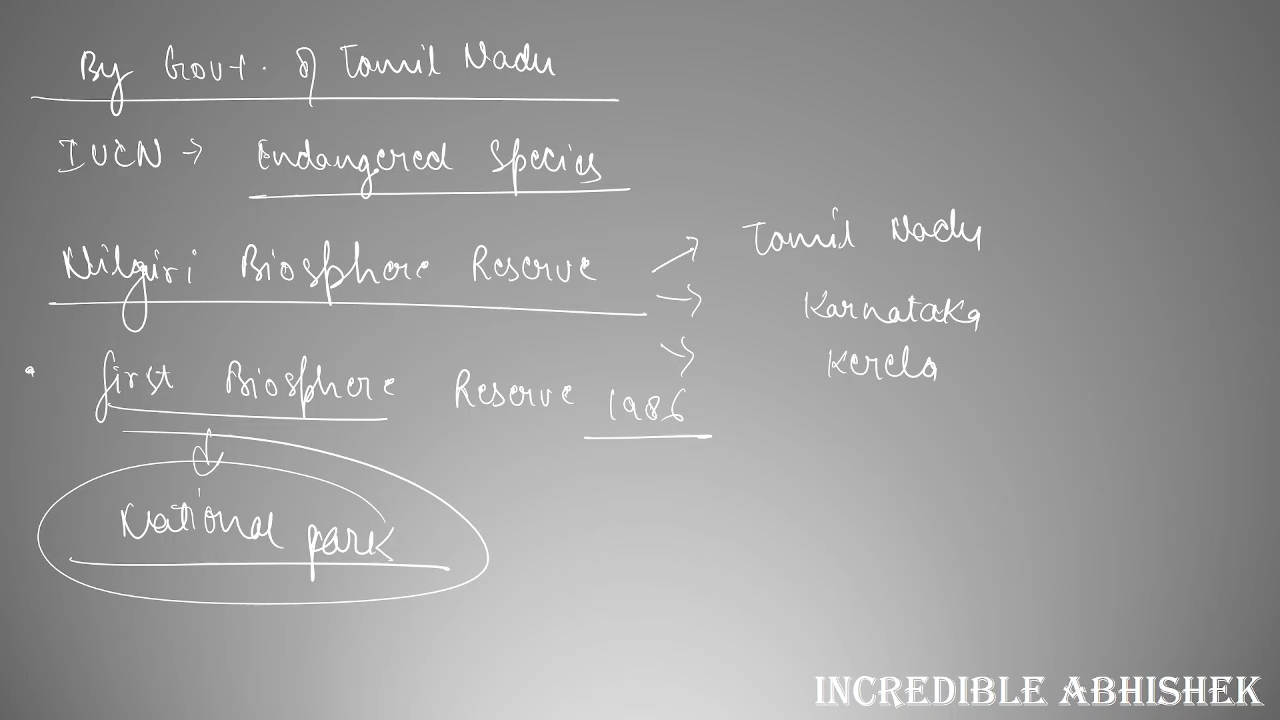 By Govt. of Tamil Nadu
IUCN → Endangered Species
Nilgiri Biosphere Reserve
→ Tamil Nadu
→ Karnataka
→ Kerela
first Biosphere Reserve 1986
National park
INCREDIBLE ABHISHEK